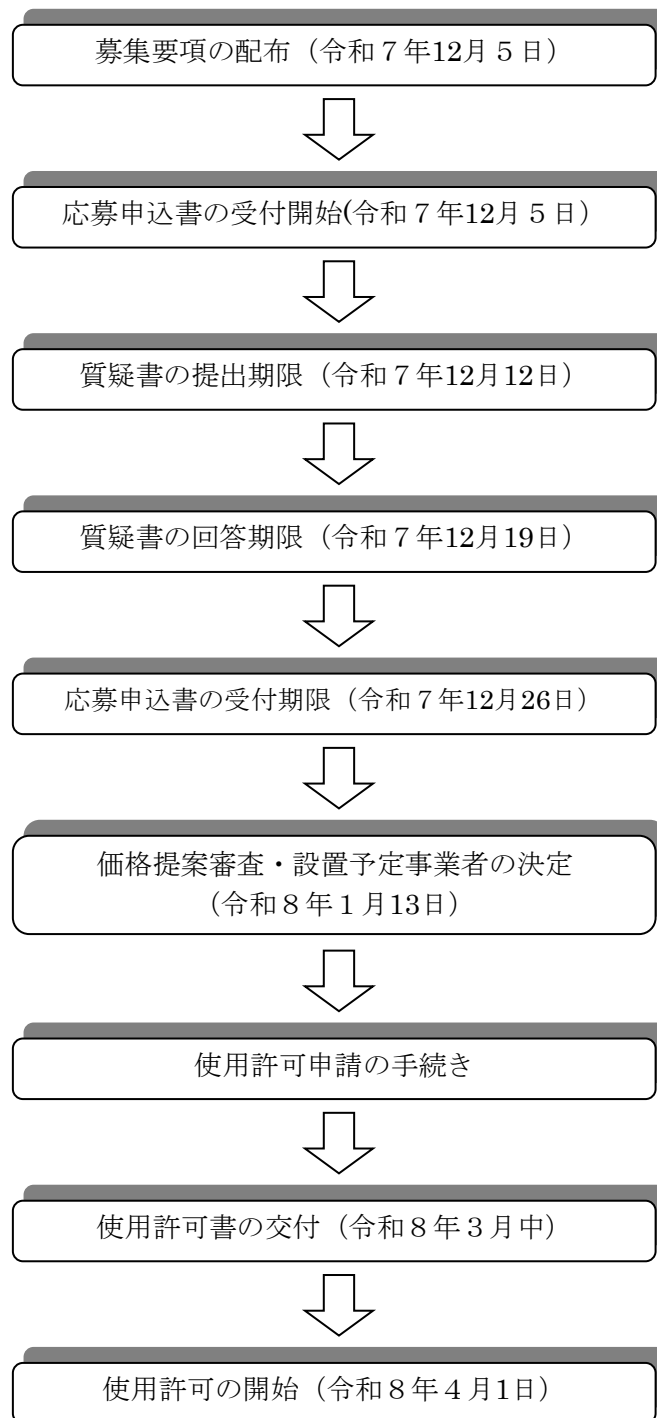 募集要項の配布（令和７年12月５日）
応募申込書の受付開始(令和７年12月５日）
質疑書の提出期限（令和７年12月12日）
質疑書の回答期限（令和７年12月19日）
応募申込書の受付期限（令和７年12月26日）
価格提案審査・設置予定事業者の決定
（令和８年１月13日）
使用許可申請の手続き
使用許可書の交付（令和８年３月中）
使用許可の開始（令和８年４月1日）